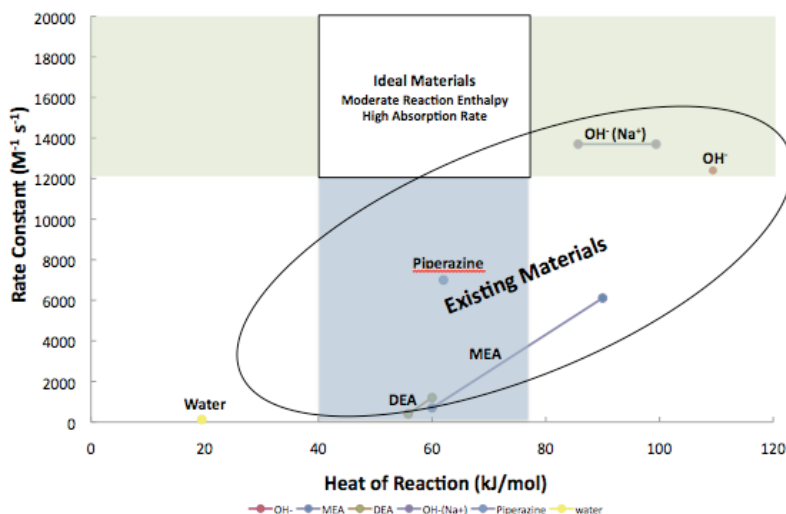 20000
18000
16000
14000
12000
10000
8000
6000
4000
2000
0
Rate Constant (M⁻¹ s⁻¹)
Ideal Materials
Moderate Reaction Enthalpy
High Absorption Rate
OH⁻ (Na⁺)
OH⁻
Piperazine
Existing Materials
MEA
DEA
Water
0 20 40 60 80 100 120
Heat of Reaction (kJ/mol)
OH- MEA DEA OH-(Na+) Piperazine water